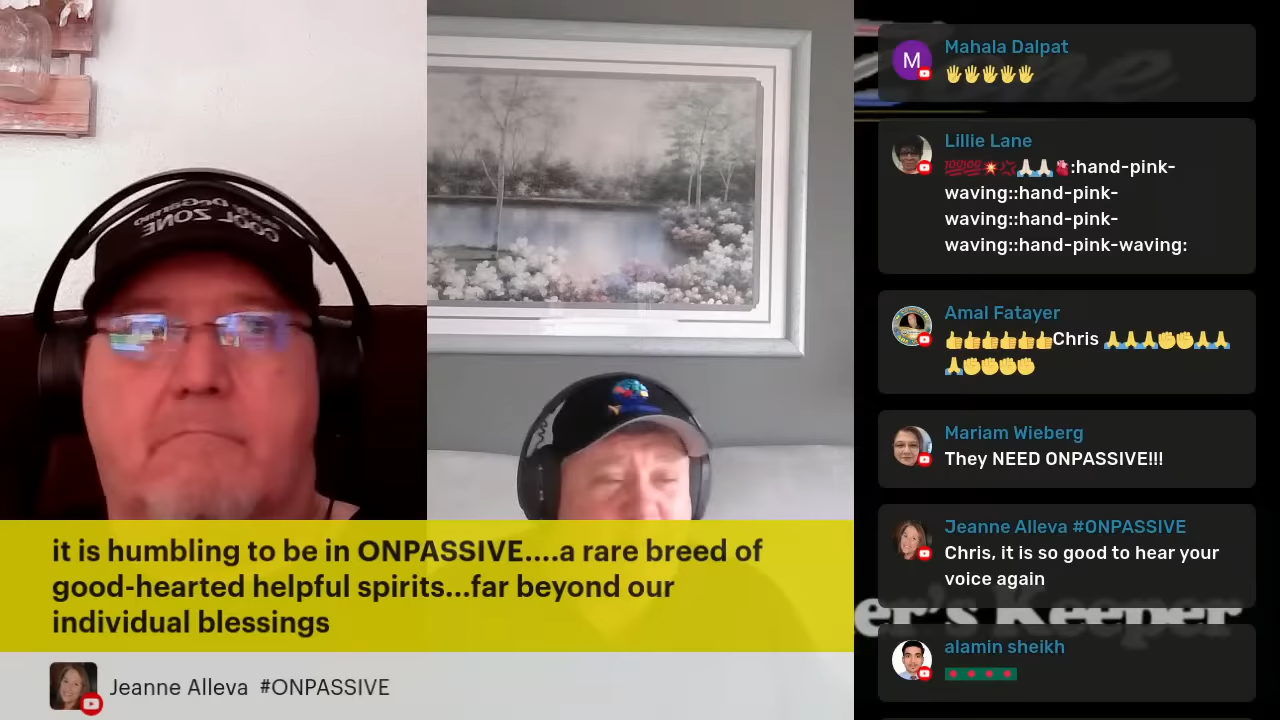 COOL ZONE
it is humbling to be in ONPASSIVE....a rare breed of
good-hearted helpful spirits...far beyond our
individual blessings
Jeanne Alleva #ONPASSIVE
Mahala Dalpat
M
🖐🖐🖐🖐🖐
Lillie Lane
💯💯💥💢🙏🏻🙏🏻🫀:hand-pink-
waving::hand-pink-
waving::hand-pink-
waving::hand-pink-waving:
Amal Fatayer
👍👍👍👍👍👍Chris 🙏🙏🙏✊✊🙏🙏
🙏✊✊✊✊
Mariam Wieberg
They NEED ONPASSIVE!!!
Jeanne Alleva #ONPASSIVE
Chris, it is so good to hear your
voice again
er's Keeper
alamin sheikh
🇧🇩🇧🇩🇧🇩🇧🇩